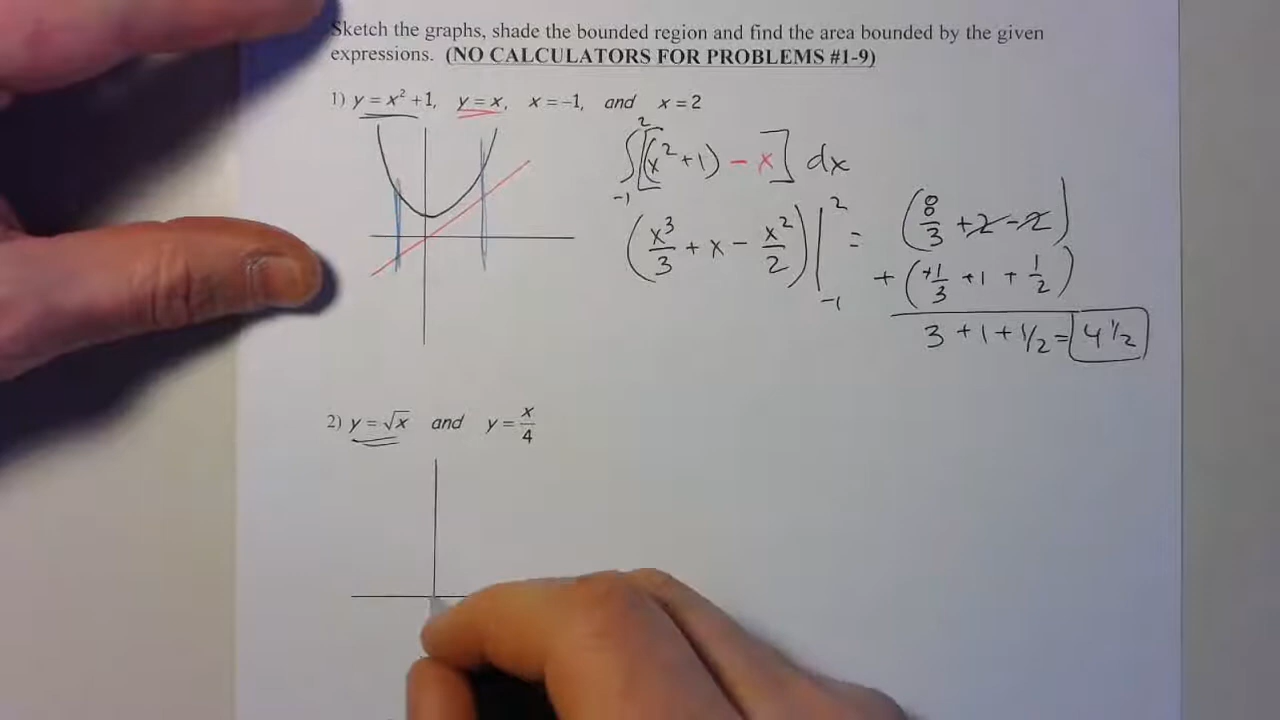 Sketch the graphs, shade the bounded region and find the area bounded by the given
expressions. (NO CALCULATORS FOR PROBLEMS #1-9)
1) y = x² + 1, y = x, x = −1, and x = 2
∫₋₁² [(x² + 1) − x] dx
(x³/3 + x − x²/2) |₋₁² = (8/3 + 2 − 2)
+ (+1/3 + 1 + 1/2)
3 + 1 + 1/2 = 4 1/2
2) y = √x and y = x/4